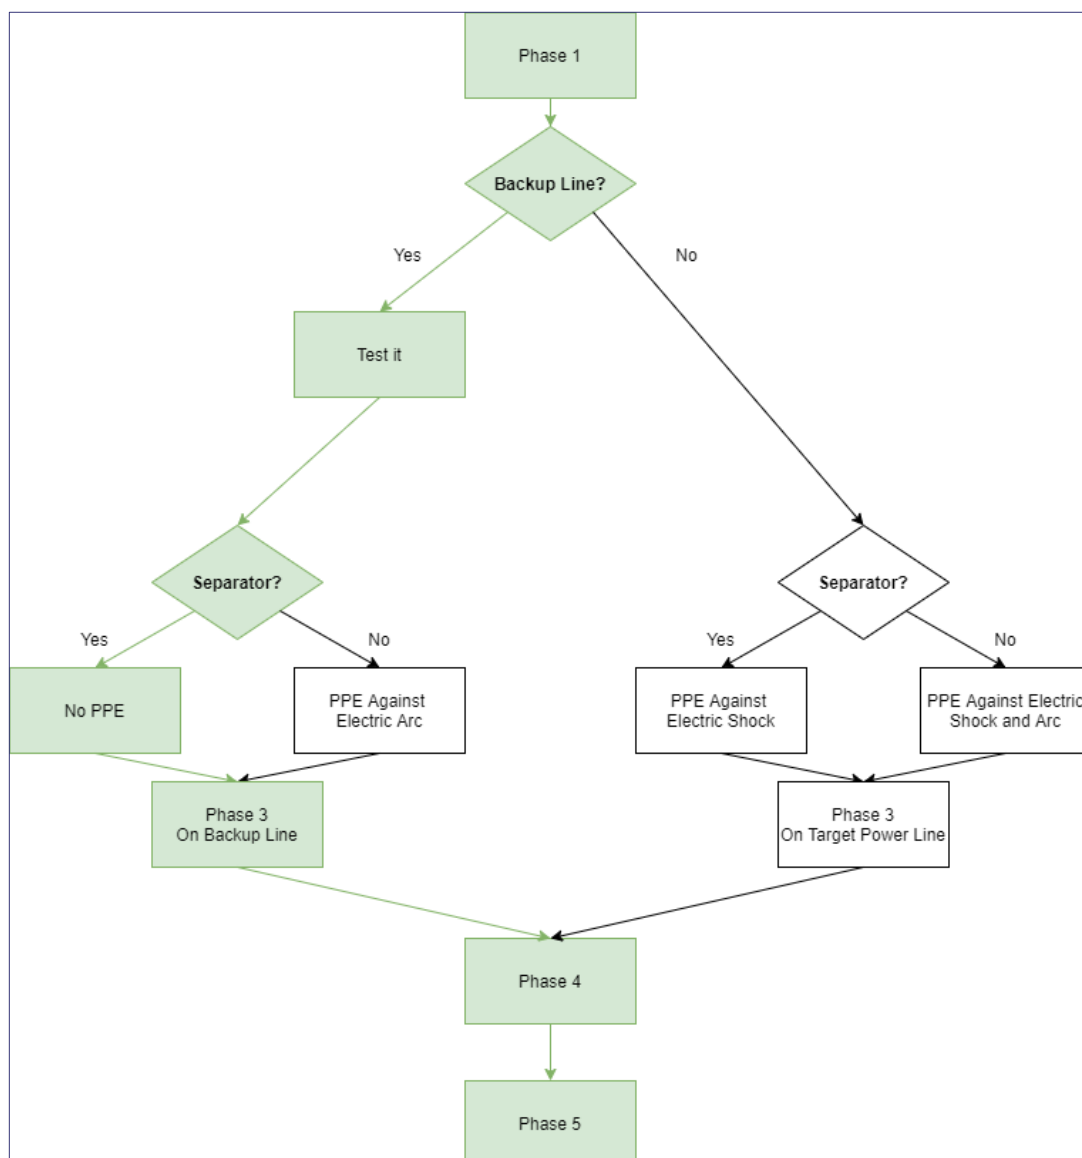 Phase 1
Backup Line?
Yes
No
Test it
Separator?
Separator?
Yes
No
Yes
No
No PPE
PPE Against
Electric Arc
PPE Against
Electric Shock
PPE Against Electric
Shock and Arc
Phase 3
On Backup Line
Phase 3
On Target Power Line
Phase 4
Phase 5